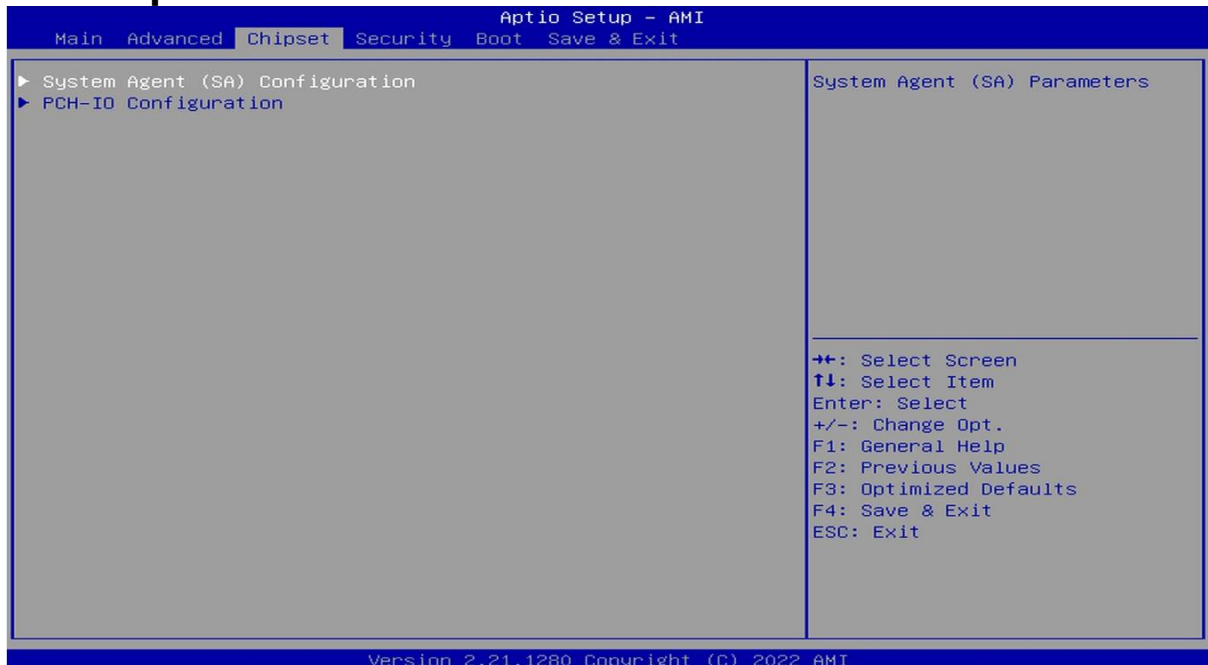 Aptio Setup – AMI
Main Advanced Chipset Security Boot Save & Exit
► System Agent (SA) Configuration
► PCH-IO Configuration
System Agent (SA) Parameters
→←: Select Screen
↑↓: Select Item
Enter: Select
+/-: Change Opt.
F1: General Help
F2: Previous Values
F3: Optimized Defaults
F4: Save & Exit
ESC: Exit
Version 2.21.1280 Copyright (C) 2022 AMI